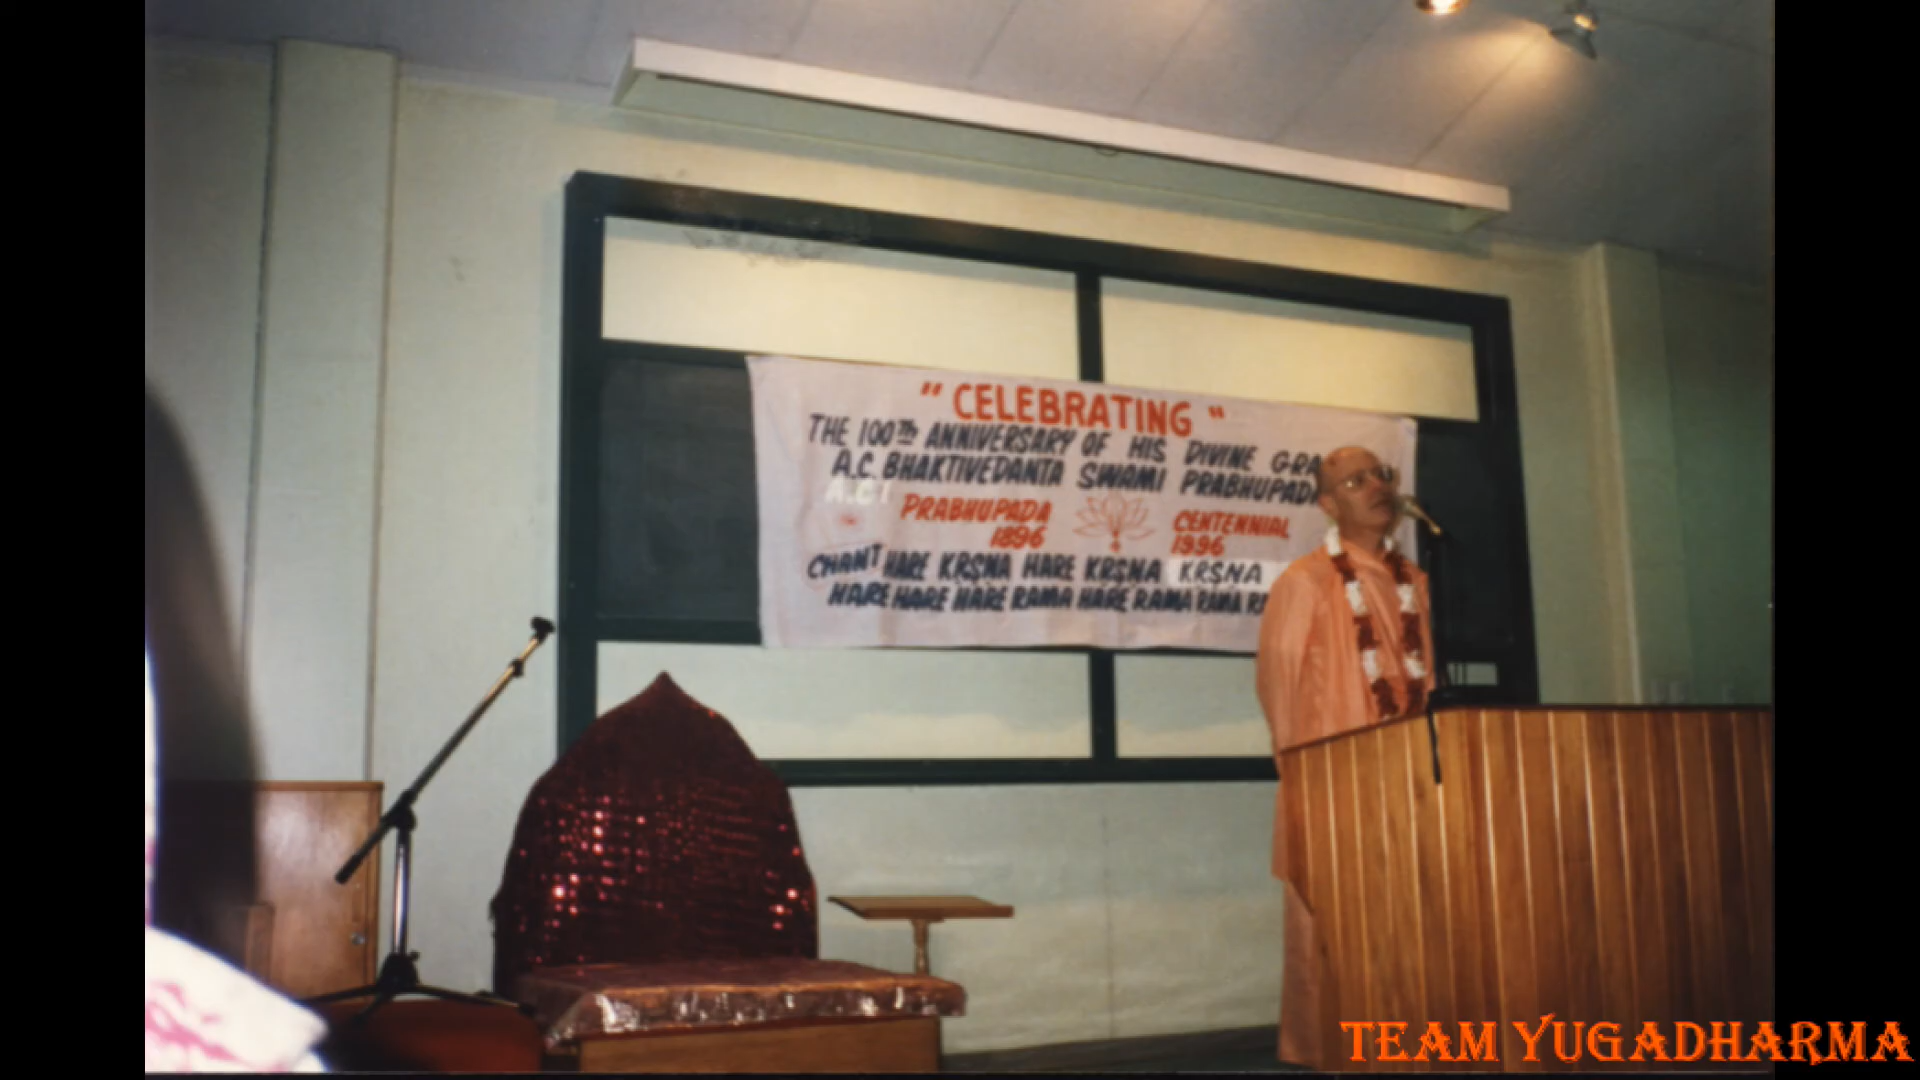 " CELEBRATING "
THE 100TH ANNIVERSARY OF HIS DIVINE GRA
A.C. BHAKTIVEDANTA SWAMI PRABHUPADA
PRABHUPADA CENTENNIAL
1896 1996
CHANT HARE KRSNA HARE KRSNA KRSNA
HARE HARE HARE RAMA HARE RAMA RAMA
TEAM YUGADHARMA